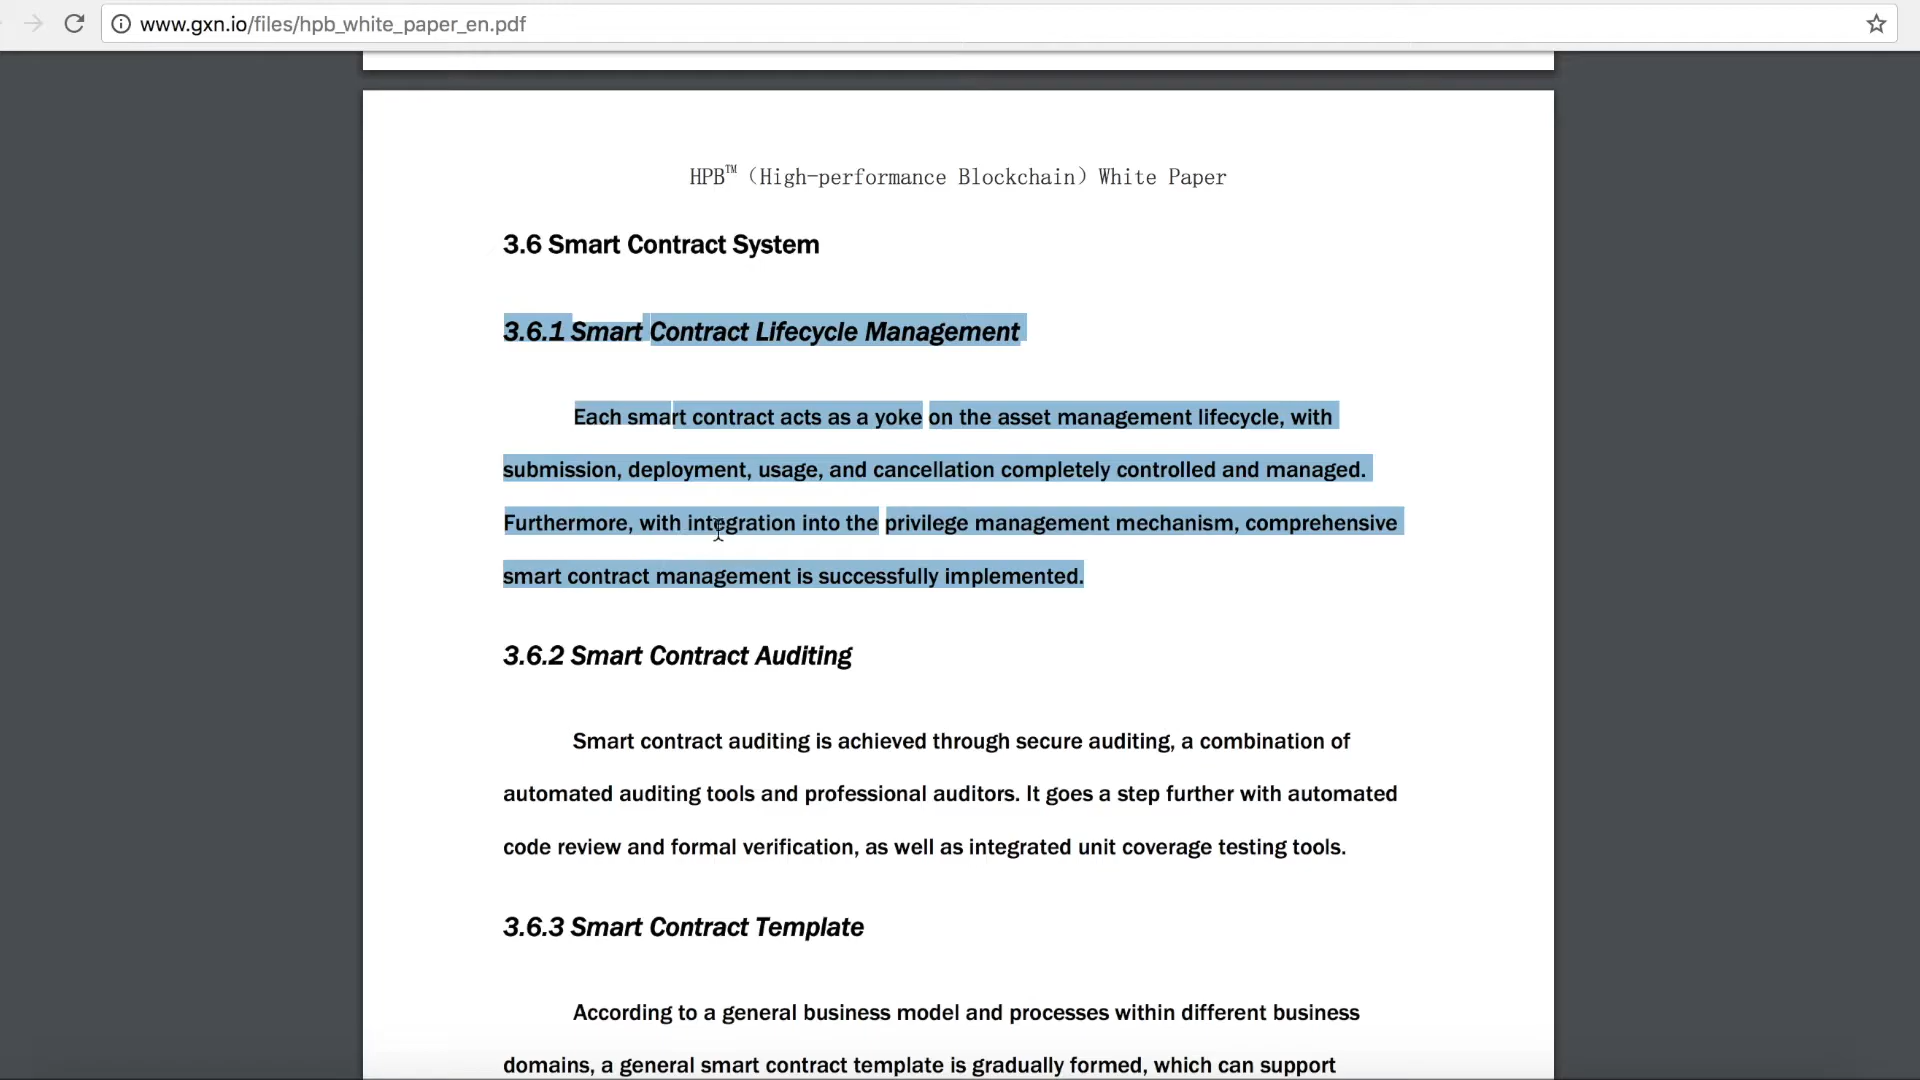 www.gxn.io/files/hpb_white_paper_en.pdf
HPB™（High-performance Blockchain）White Paper
3.6 Smart Contract System
3.6.1 Smart Contract Lifecycle Management
Each smart contract acts as a yoke on the asset management lifecycle, with
submission, deployment, usage, and cancellation completely controlled and managed.
Furthermore, with integration into the privilege management mechanism, comprehensive
smart contract management is successfully implemented.
3.6.2 Smart Contract Auditing
Smart contract auditing is achieved through secure auditing, a combination of
automated auditing tools and professional auditors. It goes a step further with automated
code review and formal verification, as well as integrated unit coverage testing tools.
3.6.3 Smart Contract Template
According to a general business model and processes within different business
domains, a general smart contract template is gradually formed, which can support